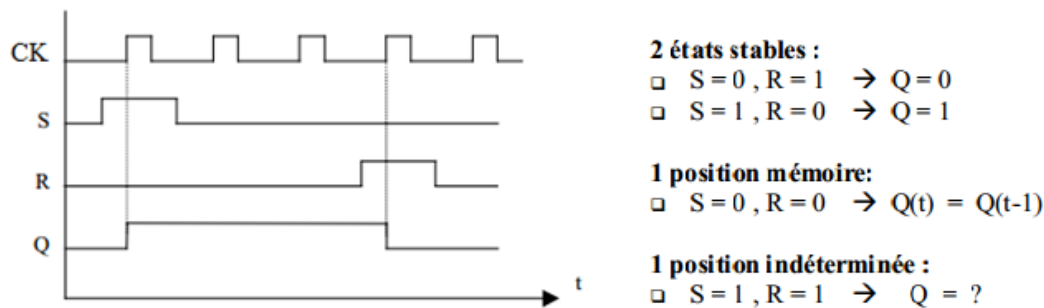 CK
S
R
Q
t
2 états stables :
❑ S = 0 , R = 1 → Q = 0
❑ S = 1 , R = 0 → Q = 1
1 position mémoire:
❑ S = 0 , R = 0 → Q(t) = Q(t-1)
1 position indéterminée :
❑ S = 1 , R = 1 → Q = ?